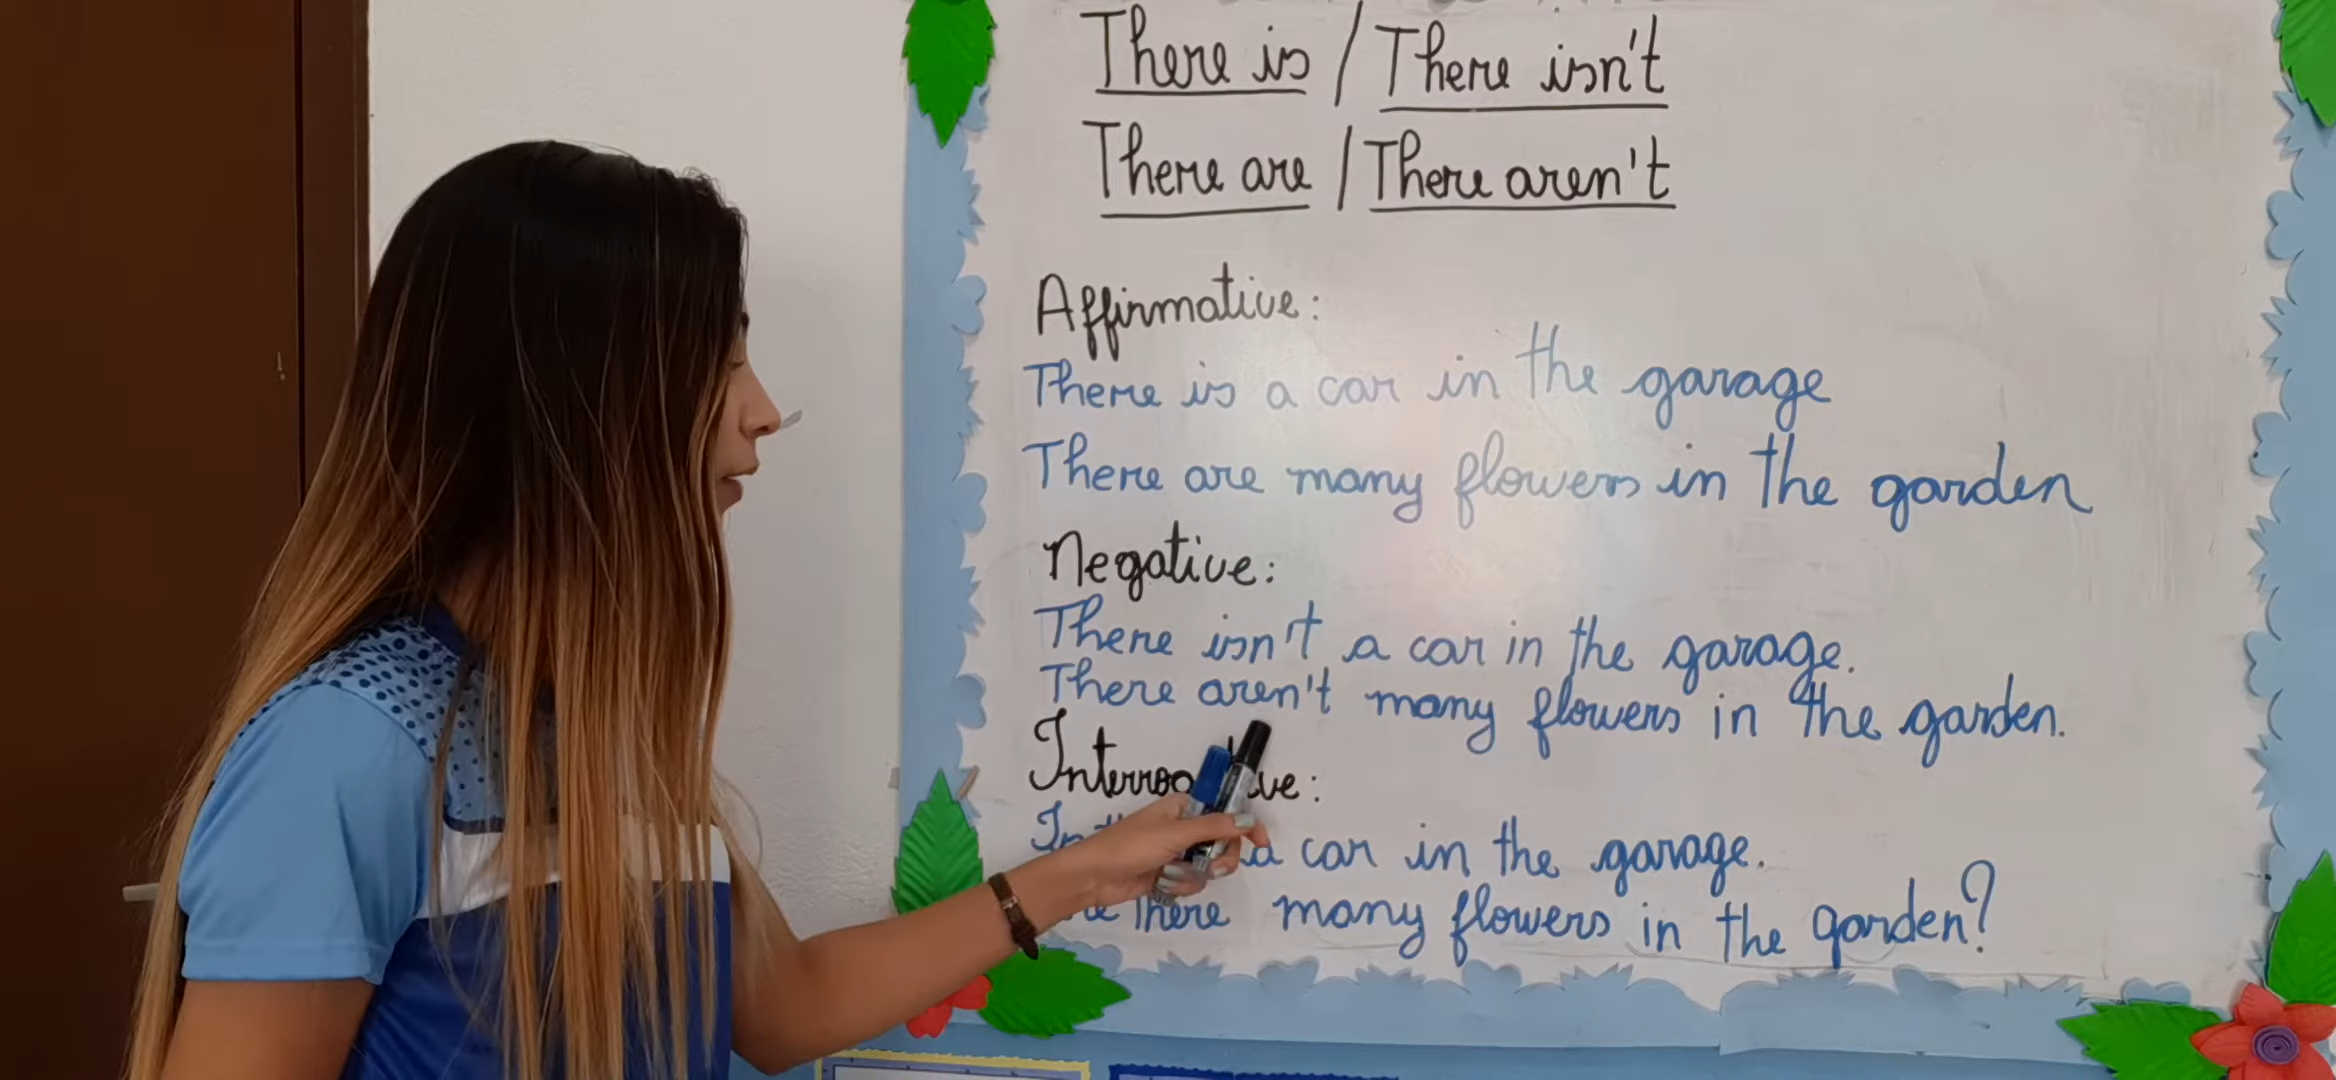 There is / There isn't
There are / There aren't
Affirmative:
There is a car in the garage
There are many flowers in the garden
Negative:
There isn't a car in the garage.
There aren't many flowers in the garden.
a car in the garage.
There many flowers in the garden?